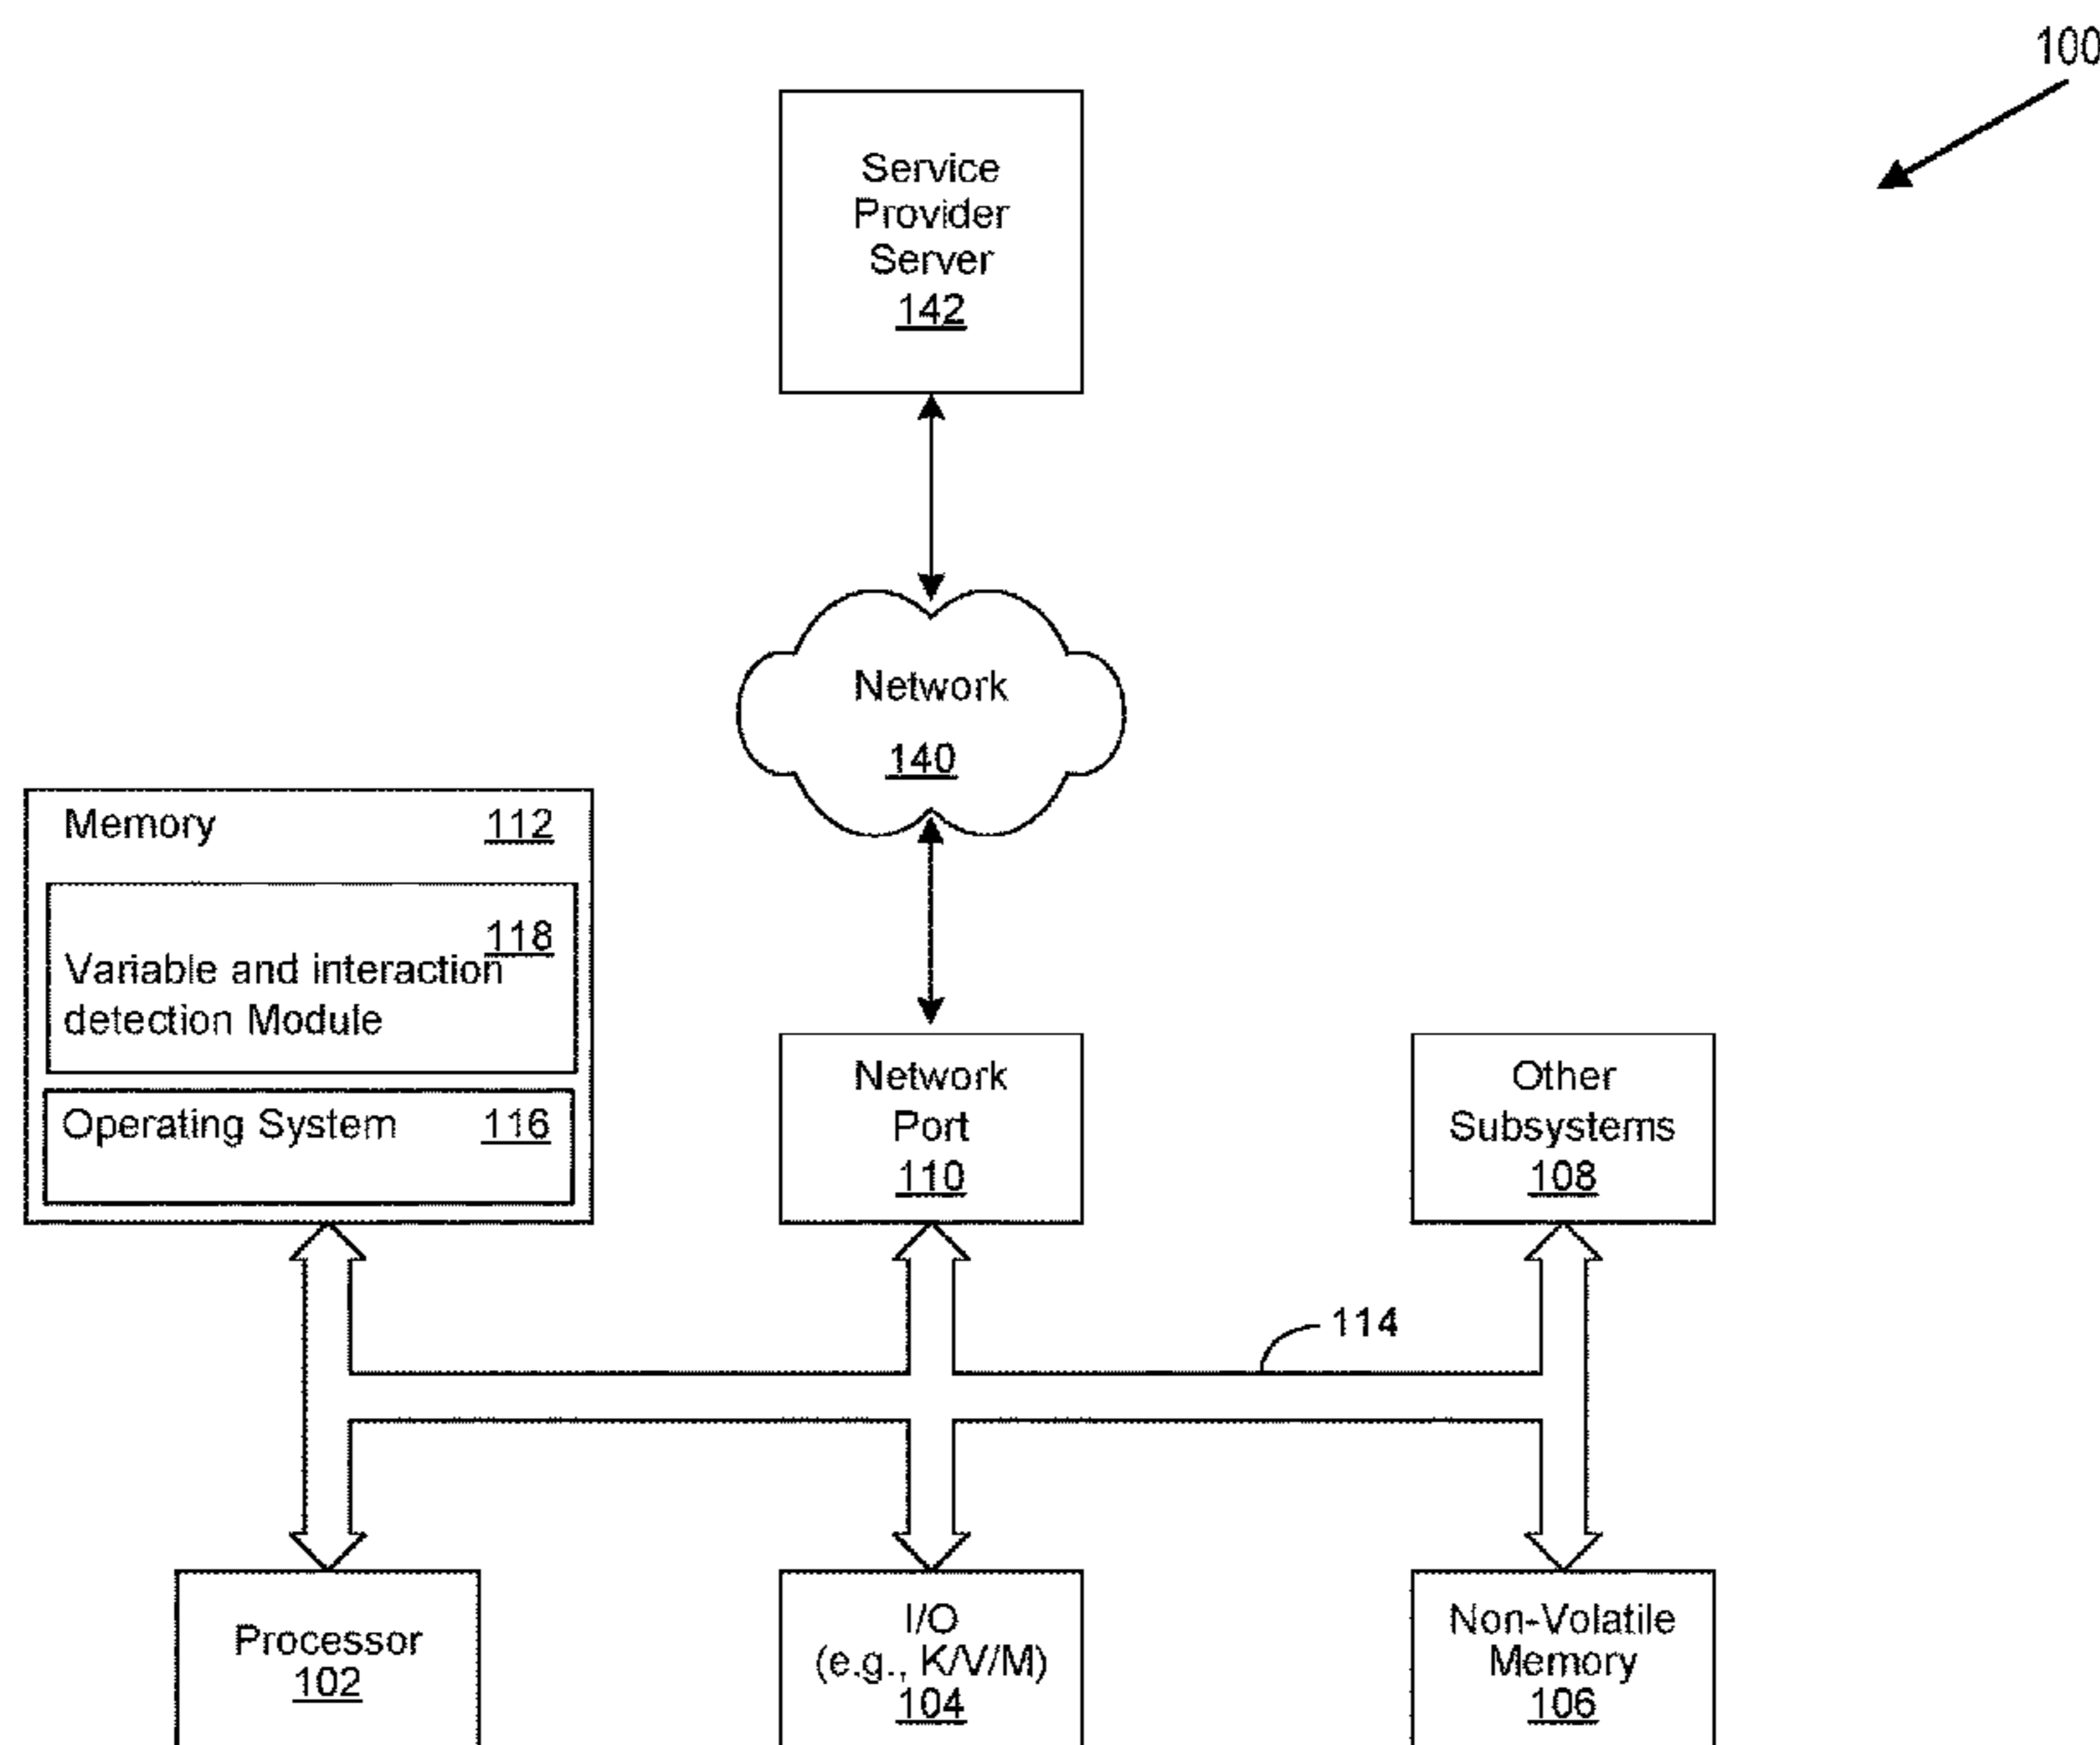 100
Service
Provider
Server
142
Network
140
Memory 112
118
Variable and interaction
detection Module
Operating System 116
Network
Port
110
Other
Subsystems
108
114
Processor
102
I/O
(e.g., K/V/M)
104
Non-Volatile
Memory
106